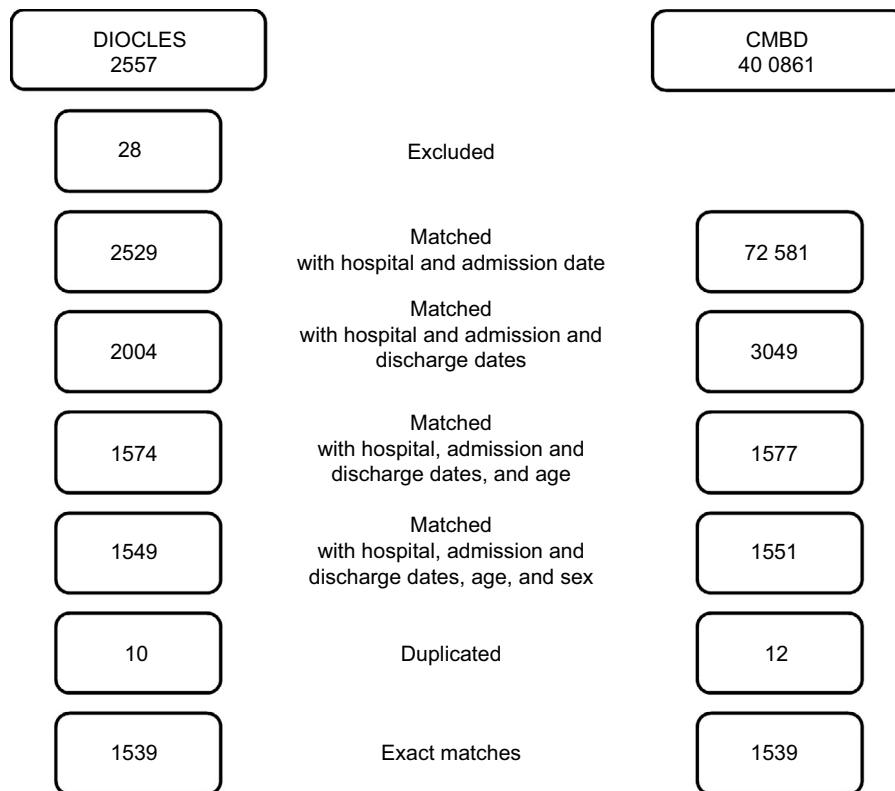 DIOCLES
2557
CMBD
40 0861
28
Excluded
2529
Matched
with hospital and admission date
72 581
2004
Matched
with hospital and admission and
discharge dates
3049
1574
Matched
with hospital, admission and
discharge dates, and age
1577
1549
Matched
with hospital, admission and
discharge dates, age, and sex
1551
10
Duplicated
12
1539
Exact matches
1539